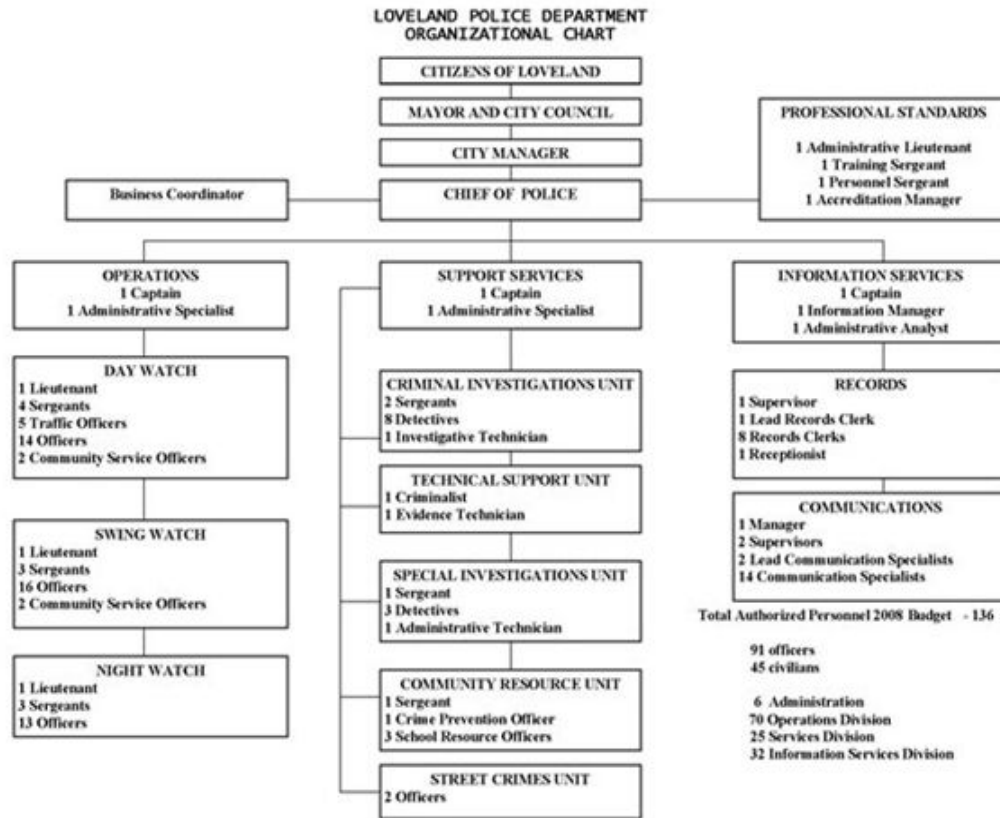 LOVELAND POLICE DEPARTMENT
ORGANIZATIONAL CHART
CITIZENS OF LOVELAND
MAYOR AND CITY COUNCIL
CITY MANAGER
CHIEF OF POLICE
Business Coordinator
PROFESSIONAL STANDARDS
1 Administrative Lieutenant
1 Training Sergeant
1 Personnel Sergeant
1 Accreditation Manager
OPERATIONS
1 Captain
1 Administrative Specialist
DAY WATCH
1 Lieutenant
4 Sergeants
5 Traffic Officers
14 Officers
2 Community Service Officers
SWING WATCH
1 Lieutenant
3 Sergeants
16 Officers
2 Community Service Officers
NIGHT WATCH
1 Lieutenant
3 Sergeants
13 Officers
SUPPORT SERVICES
1 Captain
1 Administrative Specialist
CRIMINAL INVESTIGATIONS UNIT
2 Sergeants
8 Detectives
1 Investigative Technician
TECHNICAL SUPPORT UNIT
1 Criminalist
1 Evidence Technician
SPECIAL INVESTIGATIONS UNIT
1 Sergeant
3 Detectives
1 Administrative Technician
COMMUNITY RESOURCE UNIT
1 Sergeant
1 Crime Prevention Officer
3 School Resource Officers
STREET CRIMES UNIT
2 Officers
INFORMATION SERVICES
1 Captain
1 Information Manager
1 Administrative Analyst
RECORDS
1 Supervisor
1 Lead Records Clerk
8 Records Clerks
1 Receptionist
COMMUNICATIONS
1 Manager
2 Supervisors
2 Lead Communication Specialists
14 Communication Specialists
Total Authorized Personnel 2008 Budget - 136
91 officers
45 civilians
6 Administration
70 Operations Division
25 Services Division
32 Information Services Division